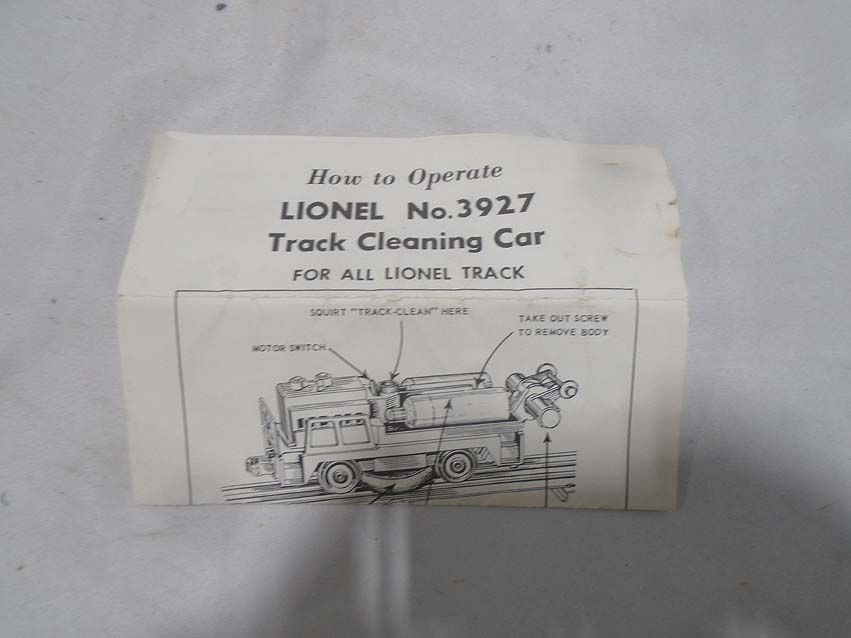 How to Operate
LIONEL No. 3927
Track Cleaning Car
FOR ALL LIONEL TRACK
SQUIRT "TRACK-CLEAN" HERE
TAKE OUT SCREW
TO REMOVE BODY
MOTOR SWITCH